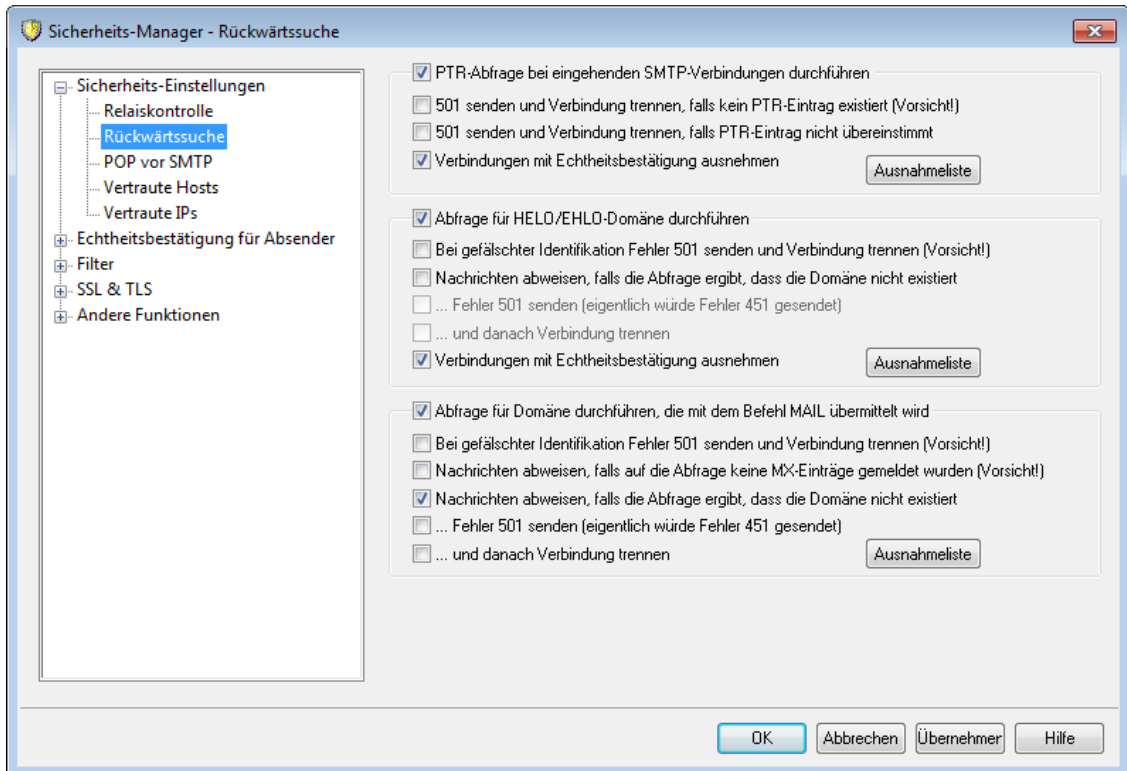 Sicherheits-Manager - Rückwärtssuche
Sicherheits-Einstellungen
Relaiskontrolle
Rückwärtssuche
POP vor SMTP
Vertraute Hosts
Vertraute IPs
Echtheitsbestätigung für Absender
Filter
SSL & TLS
Andere Funktionen
PTR-Abfrage bei eingehenden SMTP-Verbindungen durchführen
501 senden und Verbindung trennen, falls kein PTR-Eintrag existiert (Vorsicht!)
501 senden und Verbindung trennen, falls PTR-Eintrag nicht übereinstimmt
Verbindungen mit Echtheitsbestätigung ausnehmen
Ausnahmeliste
Abfrage für HELO/EHLO-Domäne durchführen
Bei gefälschter Identifikation Fehler 501 senden und Verbindung trennen (Vorsicht!)
Nachrichten abweisen, falls die Abfrage ergibt, dass die Domäne nicht existiert
... Fehler 501 senden (eigentlich würde Fehler 451 gesendet)
... und danach Verbindung trennen
Verbindungen mit Echtheitsbestätigung ausnehmen
Ausnahmeliste
Abfrage für Domäne durchführen, die mit dem Befehl MAIL übermittelt wird
Bei gefälschter Identifikation Fehler 501 senden und Verbindung trennen (Vorsicht!)
Nachrichten abweisen, falls auf die Abfrage keine MX-Einträge gemeldet wurden (Vorsicht!)
Nachrichten abweisen, falls die Abfrage ergibt, dass die Domäne nicht existiert
... Fehler 501 senden (eigentlich würde Fehler 451 gesendet)
... und danach Verbindung trennen
Ausnahmeliste
OK
Abbrechen
Übernehmer
Hilfe